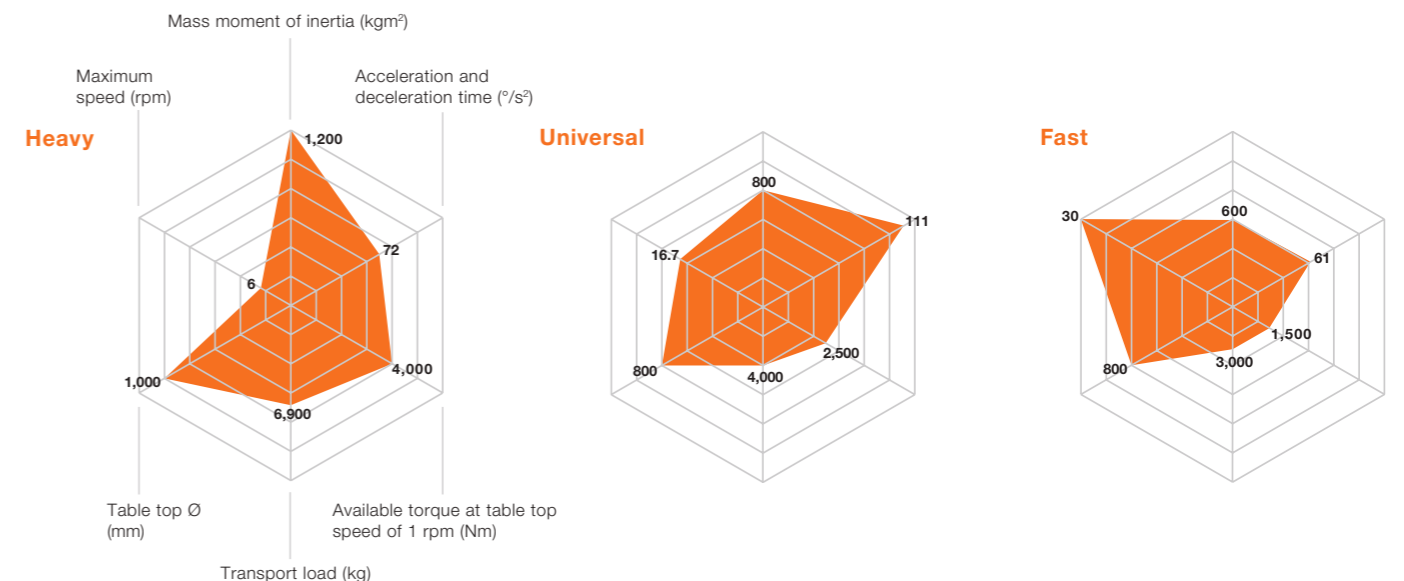 Mass moment of inertia (kgm²)
Maximum
speed (rpm)
Acceleration and
deceleration time (°/s²)
Heavy
1,200
72
6
4,000
1,000
6,900
Table top Ø
(mm)
Available torque at table top
speed of 1 rpm (Nm)
Transport load (kg)
Universal
800
111
16.7
2,500
800
4,000
Fast
30
600
61
1,500
3,000
800